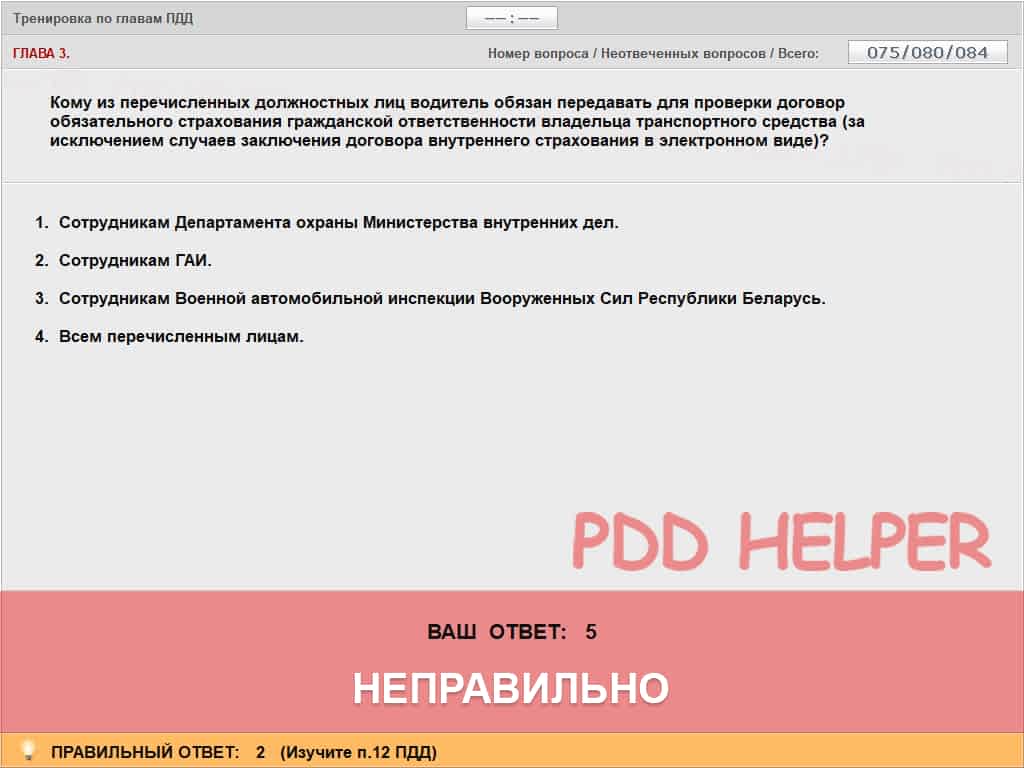 Тренировка по главам ПДД
—— : ——
ГЛАВА 3.
Номер вопроса / Неотвеченных вопросов / Всего: 075/080/084
Кому из перечисленных должностных лиц водитель обязан передавать для проверки договор
обязательного страхования гражданской ответственности владельца транспортного средства (за
исключением случаев заключения договора внутреннего страхования в электронном виде)?
1. Сотрудникам Департамента охраны Министерства внутренних дел.
2. Сотрудникам ГАИ.
3. Сотрудникам Военной автомобильной инспекции Вооруженных Сил Республики Беларусь.
4. Всем перечисленным лицам.
PDD HELPER
ВАШ ОТВЕТ: 5
НЕПРАВИЛЬНО
ПРАВИЛЬНЫЙ ОТВЕТ: 2 (Изучите п.12 ПДД)